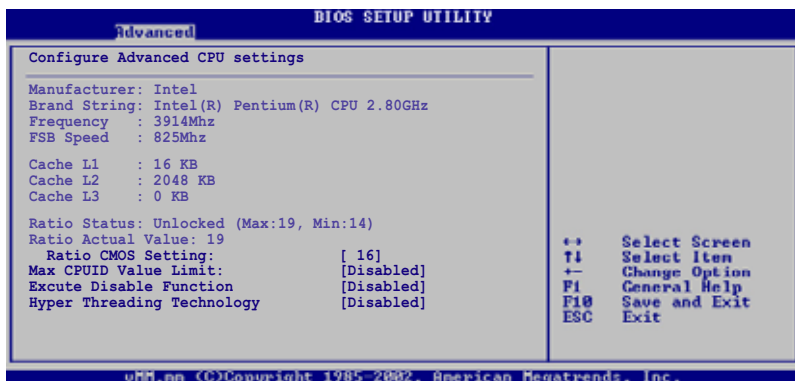 BIOS SETUP UTILITY
Advanced
Configure Advanced CPU settings
Manufacturer: Intel
Brand String: Intel(R) Pentium(R) CPU 2.80GHz
Frequency : 3914Mhz
FSB Speed : 825Mhz
Cache L1 : 16 KB
Cache L2 : 2048 KB
Cache L3 : 0 KB
Ratio Status: Unlocked (Max:19, Min:14)
Ratio Actual Value: 19
Ratio CMOS Setting: [ 16]
Max CPUID Value Limit: [Disabled]
Excute Disable Function [Disabled]
Hyper Threading Technology [Disabled]
↔ Select Screen
↑↓ Select Item
+- Change Option
F1 General Help
F10 Save and Exit
ESC Exit
vMM.nn (C)Copyright 1985-2002, American Megatrends, Inc.